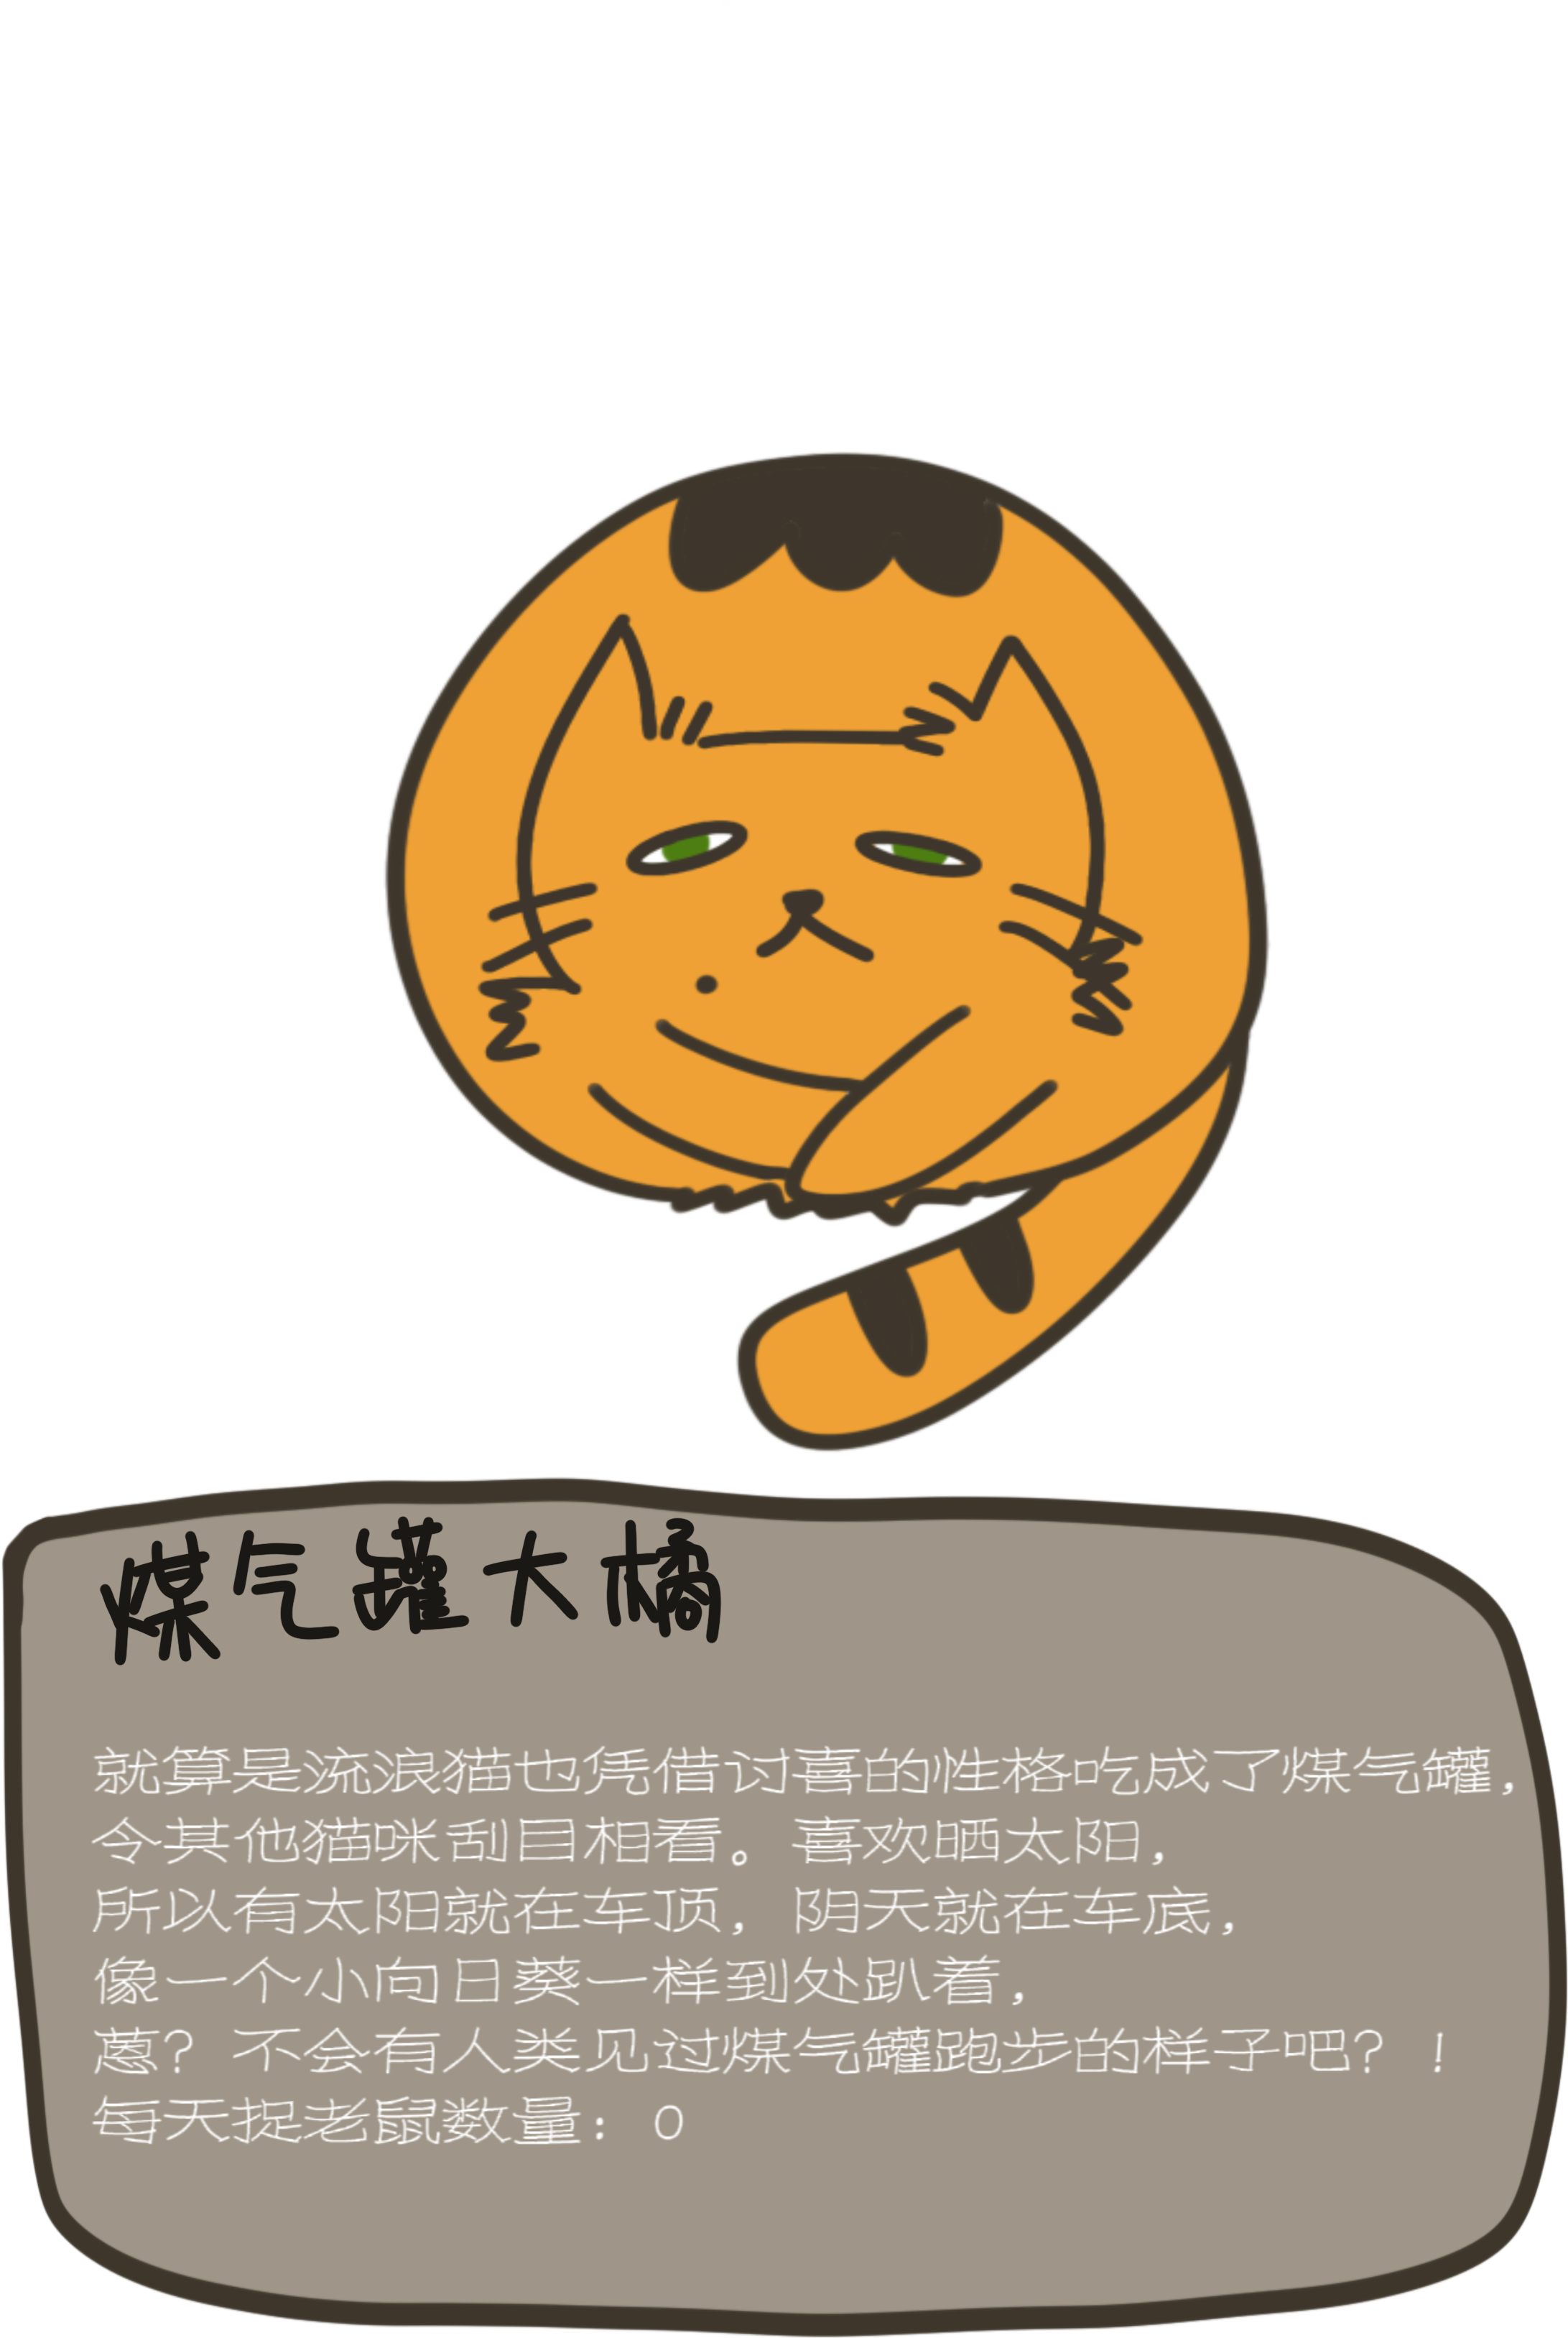 煤气罐大橘
就算是流浪猫也凭借讨喜的性格吃成了煤气罐，
令其他猫咪刮目相看。喜欢晒太阳，
所以有太阳就在车顶，阴天就在车底，
像一个小向日葵一样到处趴着，
蒽？不会有人类见过煤气罐跑步的样子吧？！
每天捉老鼠数量：0